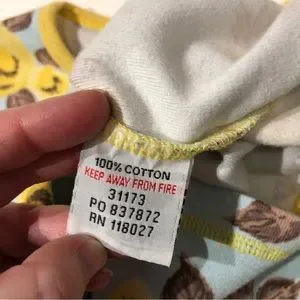 100% COTTON
KEEP AWAY FROM FIRE
31173
PO 837872
RN 118027